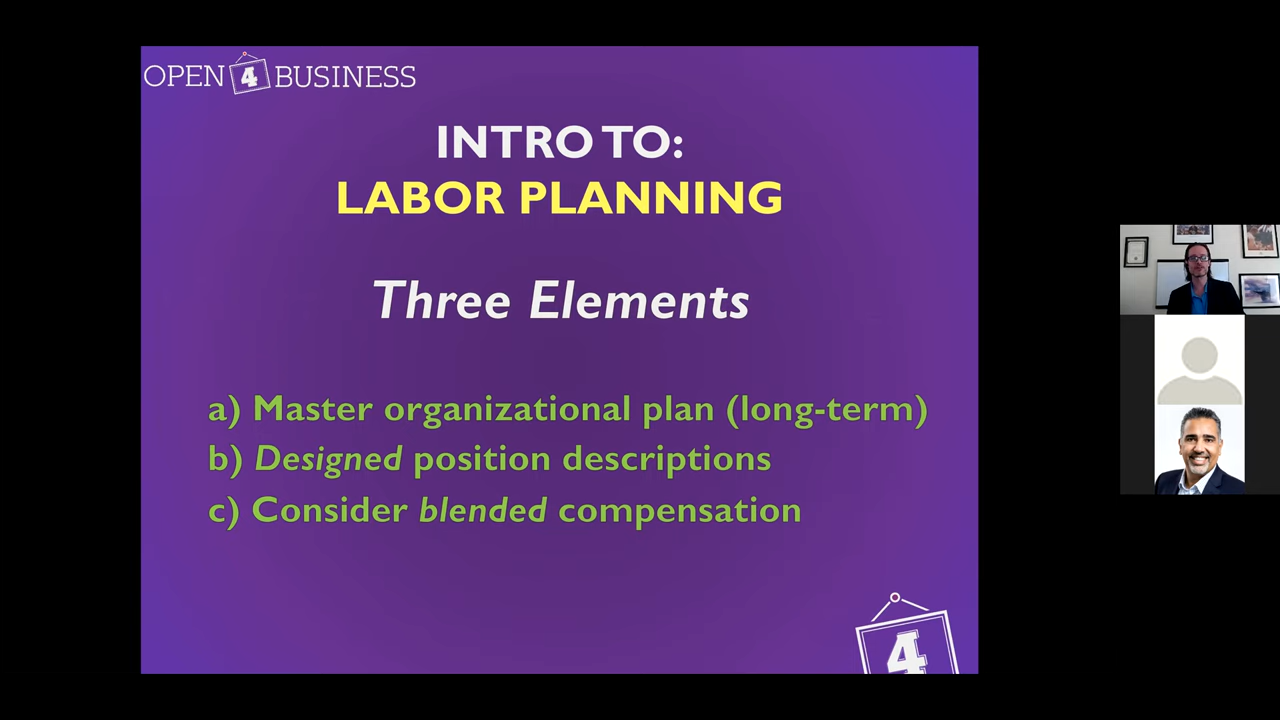 OPEN 4 BUSINESS
INTRO TO:
LABOR PLANNING
Three Elements
a) Master organizational plan (long-term)
b) Designed position descriptions
c) Consider blended compensation
4